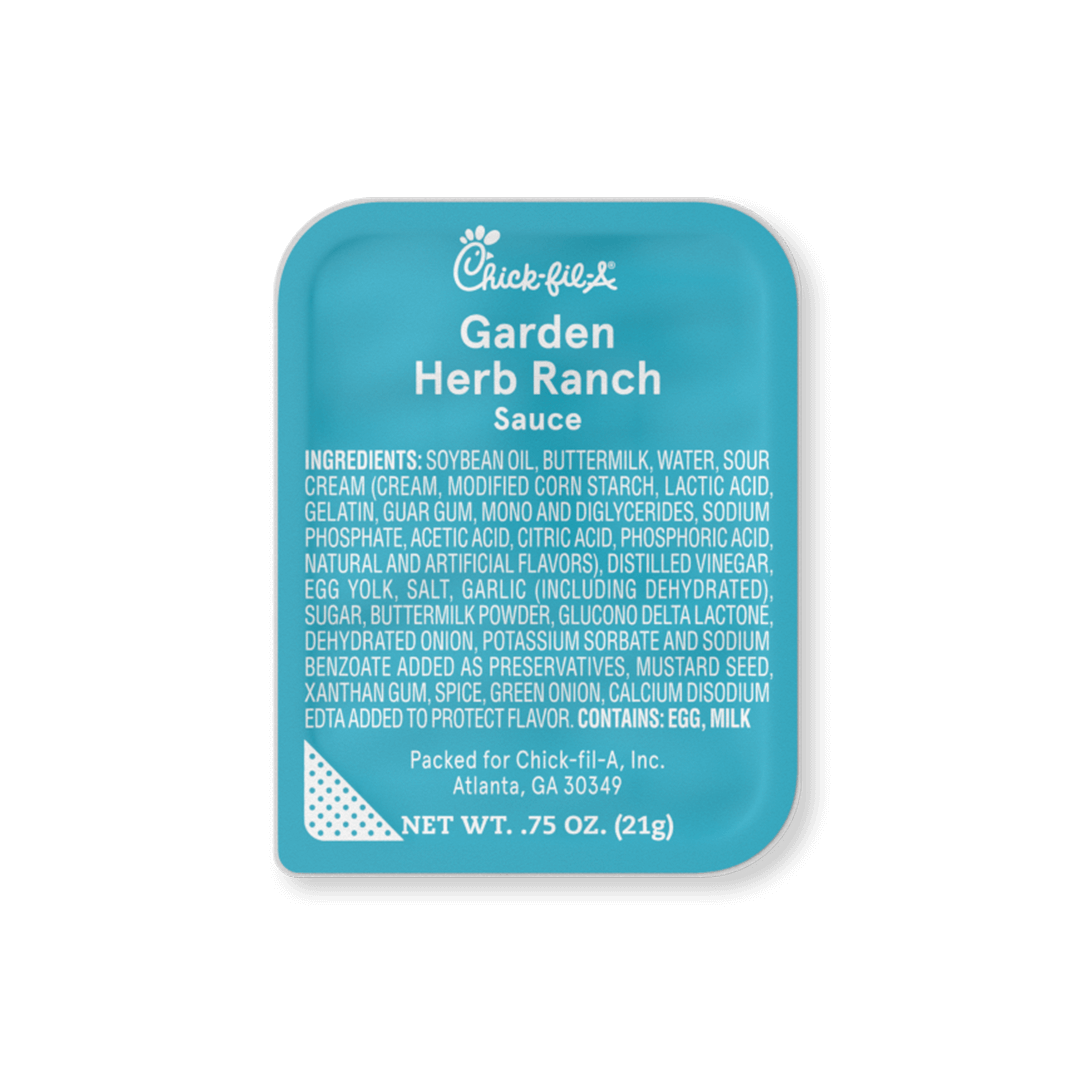 Chick-fil-A®
Garden
Herb Ranch
Sauce
INGREDIENTS: SOYBEAN OIL, BUTTERMILK, WATER, SOUR
CREAM (CREAM, MODIFIED CORN STARCH, LACTIC ACID,
GELATIN, GUAR GUM, MONO AND DIGLYCERIDES, SODIUM
PHOSPHATE, ACETIC ACID, CITRIC ACID, PHOSPHORIC ACID,
NATURAL AND ARTIFICIAL FLAVORS), DISTILLED VINEGAR,
EGG YOLK, SALT, GARLIC (INCLUDING DEHYDRATED),
SUGAR, BUTTERMILK POWDER, GLUCONO DELTA LACTONE,
DEHYDRATED ONION, POTASSIUM SORBATE AND SODIUM
BENZOATE ADDED AS PRESERVATIVES, MUSTARD SEED,
XANTHAN GUM, SPICE, GREEN ONION, CALCIUM DISODIUM
EDTA ADDED TO PROTECT FLAVOR. CONTAINS: EGG, MILK
Packed for Chick-fil-A, Inc.
Atlanta, GA 30349
NET WT. .75 OZ. (21g)